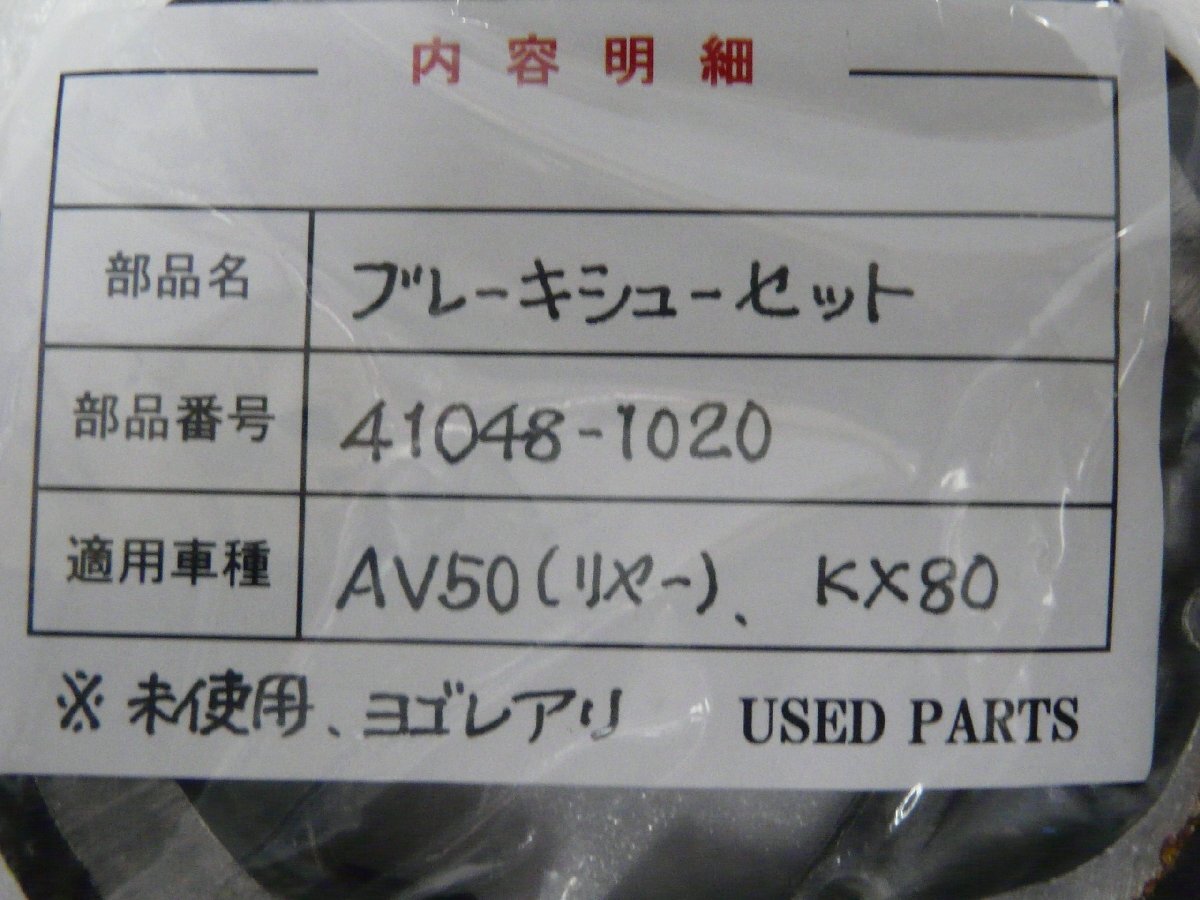 内容明細
部品名 ブレーキシューセット
部品番号 41048-1020
適用車種 AV50(リヤー)、KX80
※未使用、ヨゴレアリ USED PARTS